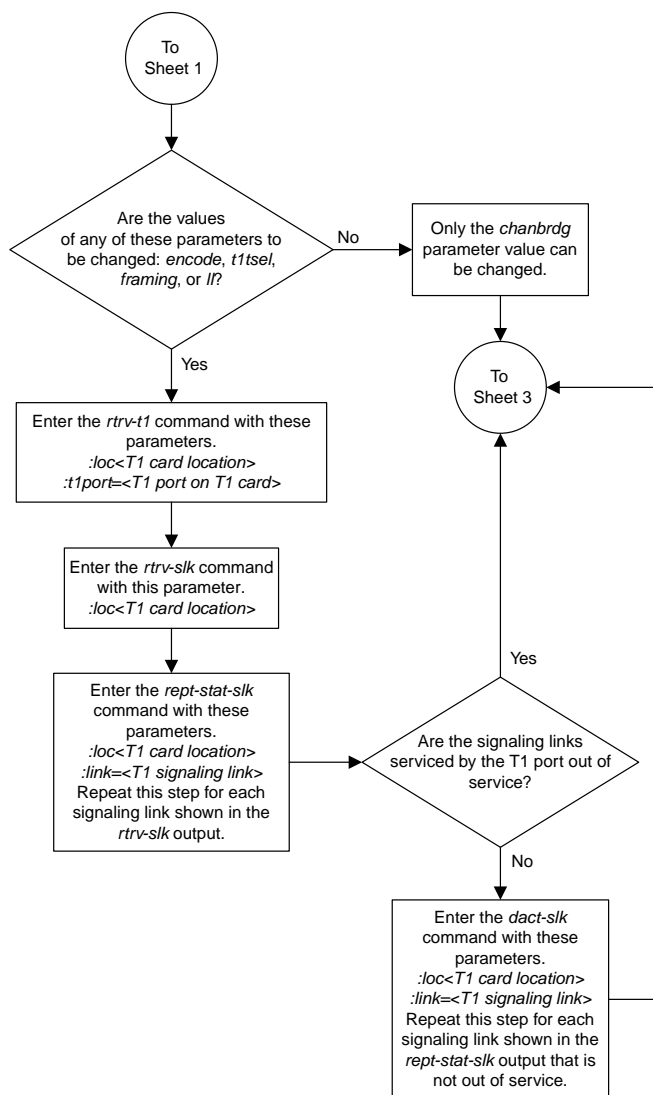 To
Sheet 1
Are the values
of any of these parameters to
be changed: encode, t1tsel,
framing, or ll?
No
Only the chanbrdg
parameter value can
be changed.
Yes
To
Sheet 3
Enter the rtrv-t1 command with these
parameters.
:loc<T1 card location>
:t1port=<T1 port on T1 card>
Enter the rtrv-slk command
with this parameter.
:loc<T1 card location>
Enter the rept-stat-slk
command with these
parameters.
:loc<T1 card location>
:link=<T1 signaling link>
Repeat this step for each
signaling link shown in the
rtrv-slk output.
Yes
Are the signaling links
serviced by the T1 port out of
service?
No
Enter the dact-slk
command with these
parameters.
:loc<T1 card location>
:link=<T1 signaling link>
Repeat this step for each
signaling link shown in the
rept-stat-slk output that is
not out of service.